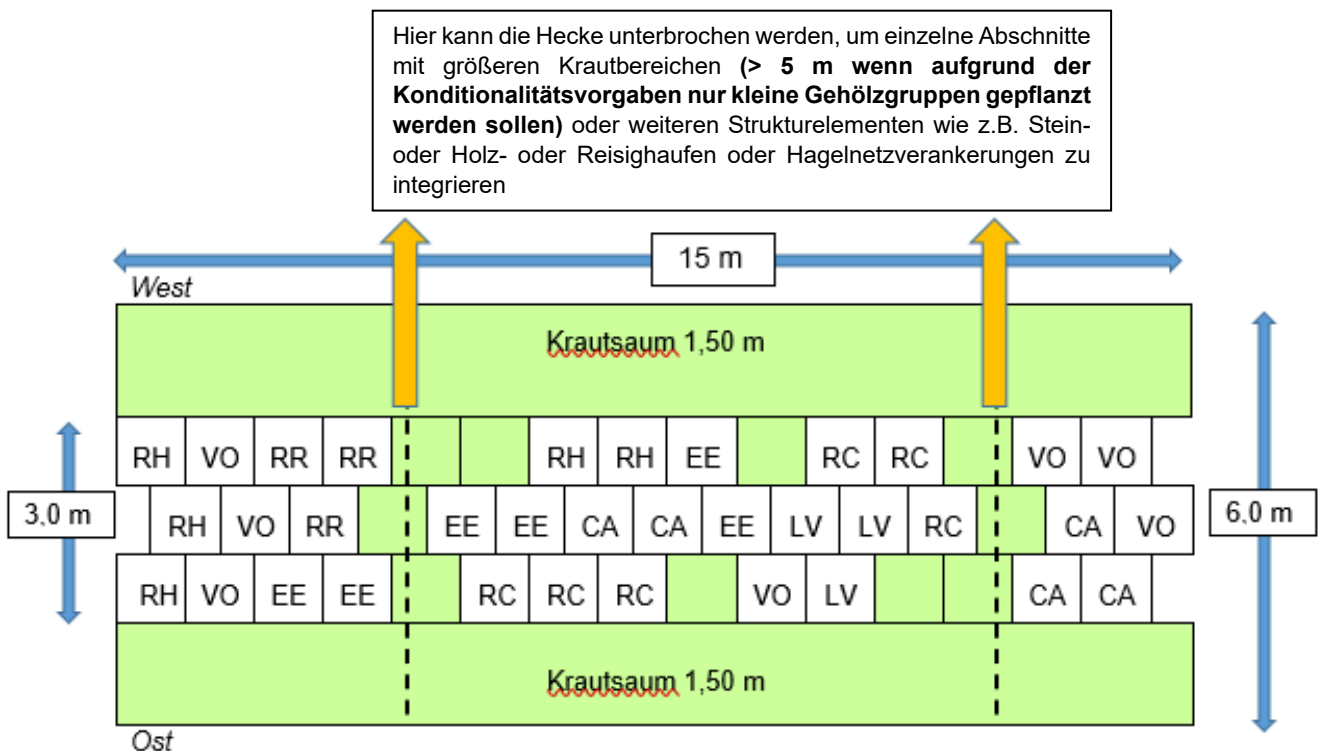 Hier kann die Hecke unterbrochen werden, um einzelne Abschnitte
mit größeren Krautbereichen (> 5 m wenn aufgrund der
Konditionalitätsvorgaben nur kleine Gehölzgruppen gepflanzt
werden sollen) oder weiteren Strukturelementen wie z.B. Stein-
oder Holz- oder Reisighaufen oder Hagelnetzverankerungen zu
integrieren
15 m
West
Krautsaum 1,50 m
RH VO RR RR RH RH EE RC RC VO VO
3,0 m
RH VO RR EE EE CA CA EE LV LV RC CA VO
6,0 m
RH VO EE EE RC RC RC VO LV CA CA
Krautsaum 1,50 m
Ost